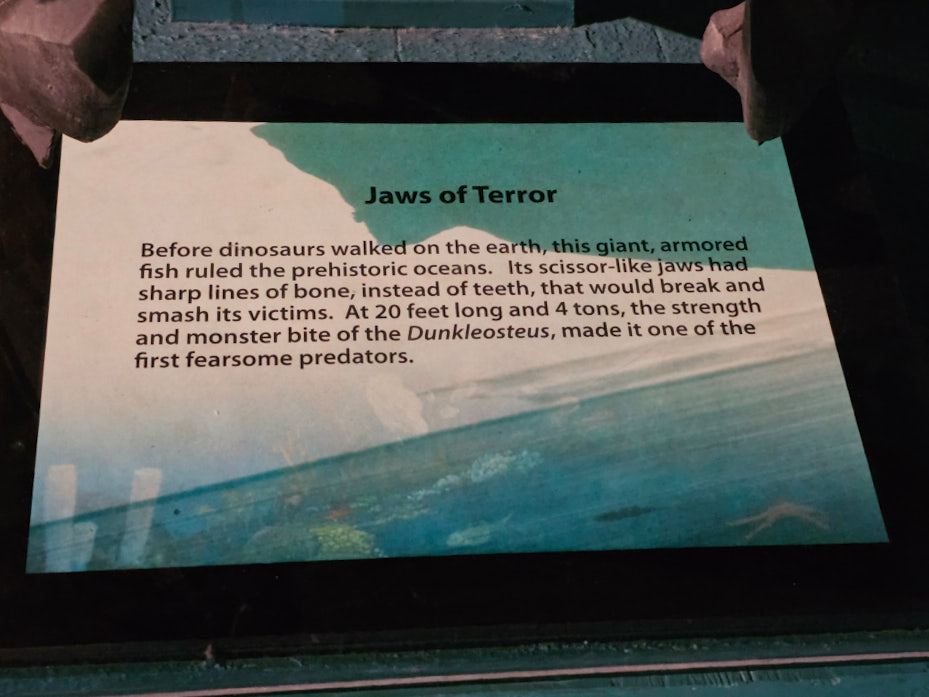 Jaws of Terror
Before dinosaurs walked on the earth, this giant, armored
fish ruled the prehistoric oceans. Its scissor-like jaws had
sharp lines of bone, instead of teeth, that would break and
smash its victims. At 20 feet long and 4 tons, the strength
and monster bite of the Dunkleosteus, made it one of the
first fearsome predators.